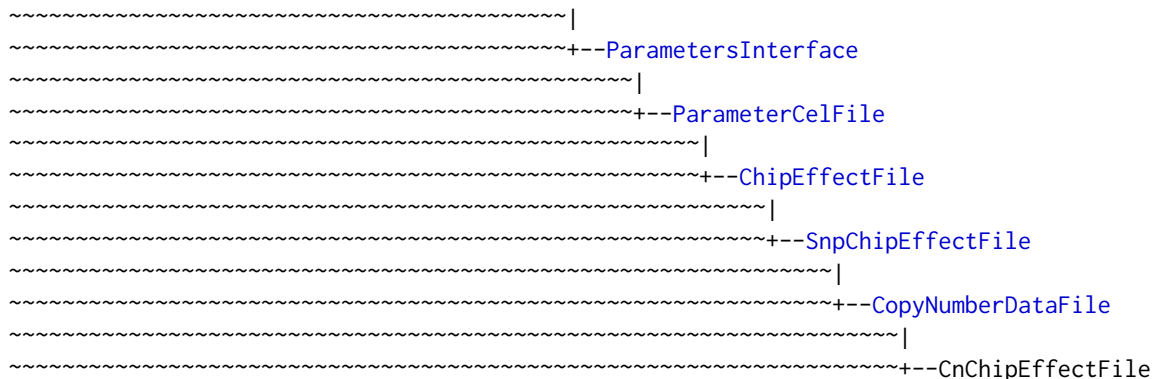 ~~~~~~~~~~~~~~~~~~~~~~~~~~~~~~~~~~~~~~~~~~|
~~~~~~~~~~~~~~~~~~~~~~~~~~~~~~~~~~~~~~~~~~+--ParametersInterface
~~~~~~~~~~~~~~~~~~~~~~~~~~~~~~~~~~~~~~~~~~~~~~~|
~~~~~~~~~~~~~~~~~~~~~~~~~~~~~~~~~~~~~~~~~~~~~~~+--ParameterCelFile
~~~~~~~~~~~~~~~~~~~~~~~~~~~~~~~~~~~~~~~~~~~~~~~~~~~~|
~~~~~~~~~~~~~~~~~~~~~~~~~~~~~~~~~~~~~~~~~~~~~~~~~~~~+--ChipEffectFile
~~~~~~~~~~~~~~~~~~~~~~~~~~~~~~~~~~~~~~~~~~~~~~~~~~~~~~~~~|
~~~~~~~~~~~~~~~~~~~~~~~~~~~~~~~~~~~~~~~~~~~~~~~~~~~~~~~~~+--SnpChipEffectFile
~~~~~~~~~~~~~~~~~~~~~~~~~~~~~~~~~~~~~~~~~~~~~~~~~~~~~~~~~~~~~~|
~~~~~~~~~~~~~~~~~~~~~~~~~~~~~~~~~~~~~~~~~~~~~~~~~~~~~~~~~~~~~~+--CopyNumberDataFile
~~~~~~~~~~~~~~~~~~~~~~~~~~~~~~~~~~~~~~~~~~~~~~~~~~~~~~~~~~~~~~~~~~~|
~~~~~~~~~~~~~~~~~~~~~~~~~~~~~~~~~~~~~~~~~~~~~~~~~~~~~~~~~~~~~~~~~~~+--CnChipEffectFile